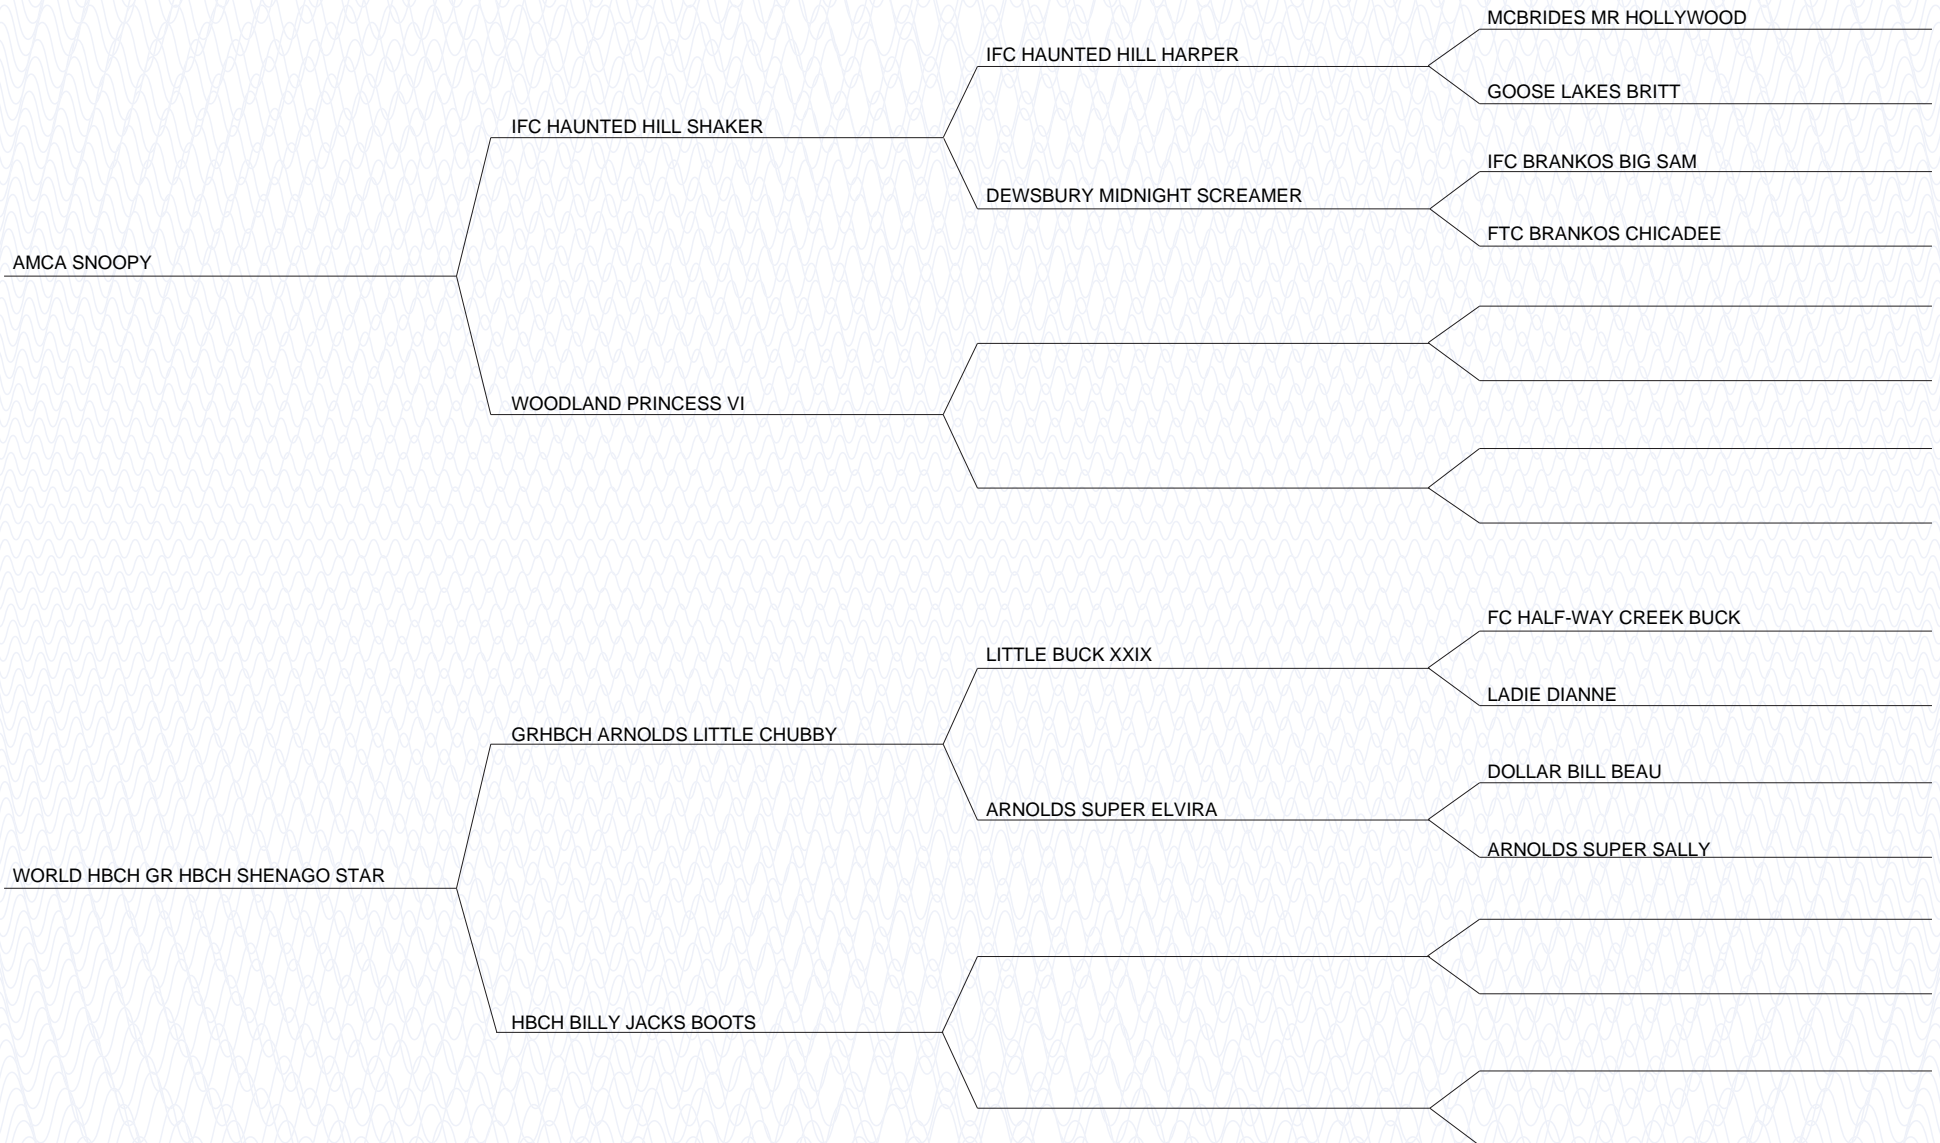 MCBRIDES MR HOLLYWOOD
IFC HAUNTED HILL HARPER
GOOSE LAKES BRITT
IFC HAUNTED HILL SHAKER
IFC BRANKOS BIG SAM
DEWSBURY MIDNIGHT SCREAMER
FTC BRANKOS CHICADEE
AMCA SNOOPY
WOODLAND PRINCESS VI
FC HALF-WAY CREEK BUCK
LITTLE BUCK XXIX
LADIE DIANNE
GRHBCH ARNOLDS LITTLE CHUBBY
DOLLAR BILL BEAU
ARNOLDS SUPER ELVIRA
ARNOLDS SUPER SALLY
WORLD HBCH GR HBCH SHENAGO STAR
HBCH BILLY JACKS BOOTS